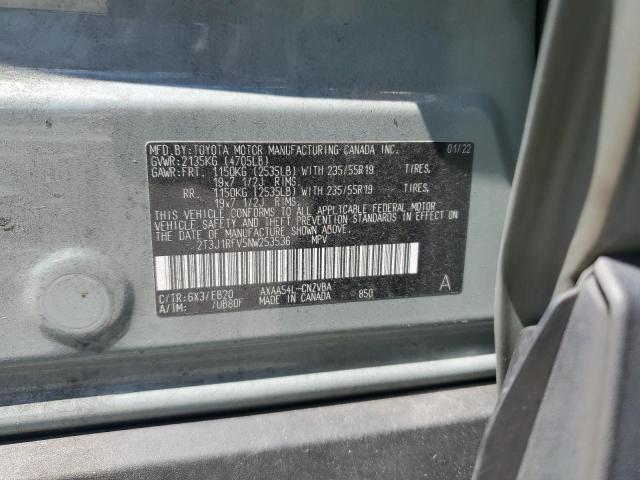 MFD.BY:TOYOTA MOTOR MANUFACTURING CANADA INC. 01/22
GVWR:2135KG (4705LB)
GAWR:FRT. 1150KG (2535LB) WITH 235/55R19 TIRES,
19x7 1/2J RIMS
RR. 1150KG (2535LB) WITH 235/55R19 TIRES,
19x7 1/2J RIMS
THIS VEHICLE CONFORMS TO ALL APPLICABLE FEDERAL MOTOR
VEHICLE SAFETY AND THEFT PREVENTION STANDARDS IN EFFECT ON
THE DATE OF MANUFACTURE SHOWN ABOVE.
2T3J1RFV5NW253536 MPV
C/TR:6X3/EB20 AXAA54L-CNZVBA
A/TM: /UB80F MADE IN CANADA 850 A